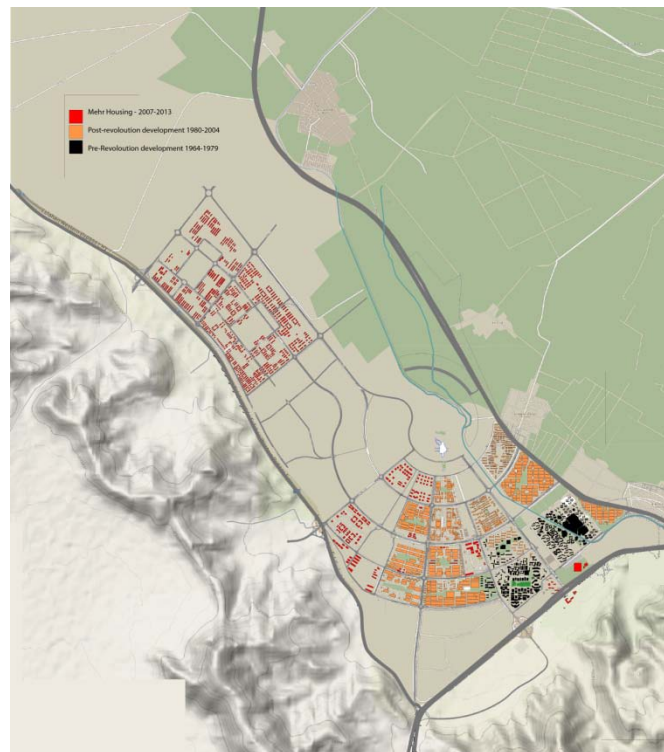 Mehr Housing - 2007-2013
Post-revoloution development 1980-2004
Pre-Revoloution development 1964-1979